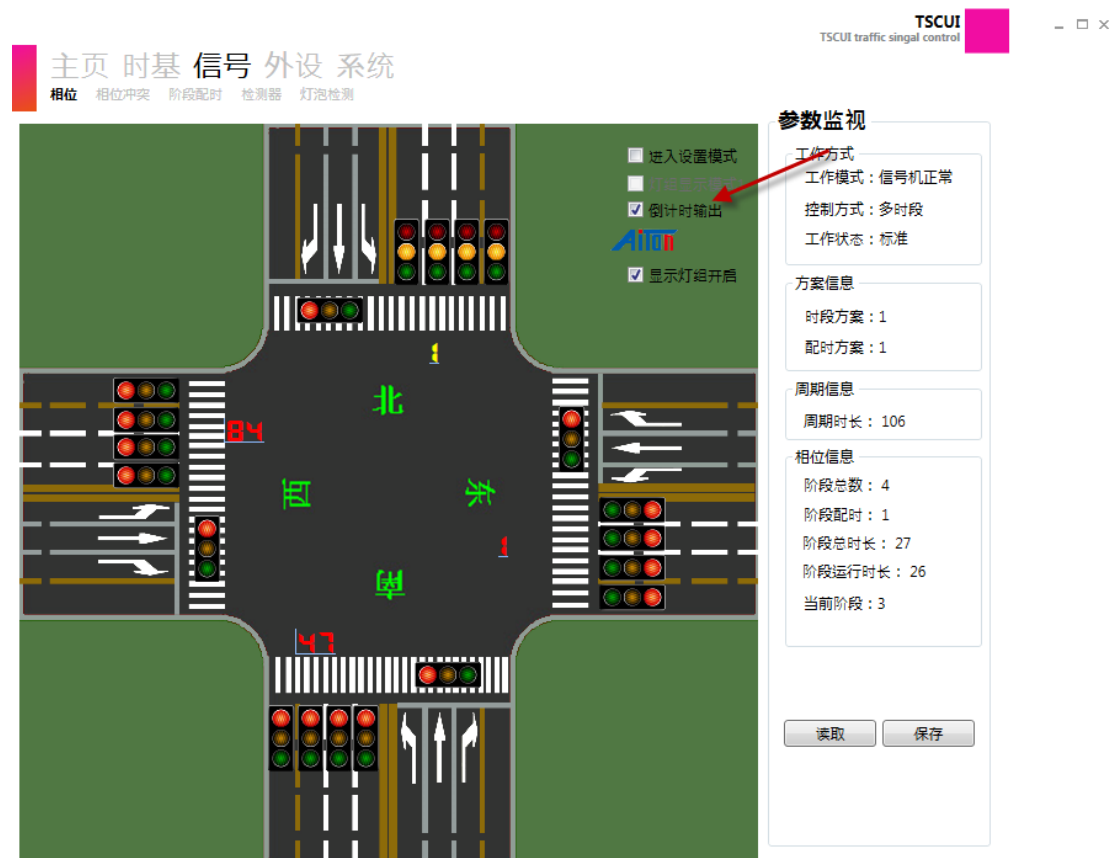 TSCUI
TSCUI traffic singal control
主页 时基 信号 外设 系统
相位 相位冲突 阶段配时 检测器 灯泡检测
进入设置模式
倒计时输出
AiTon
显示灯组开启
1
北
84
西
东
1
南
47
参数监视
工作方式
工作模式：信号机正常
控制方式：多时段
工作状态：标准
方案信息
时段方案：1
配时方案：1
周期信息
周期时长： 106
相位信息
阶段总数：4
阶段配时：1
阶段总时长： 27
阶段运行时长： 26
当前阶段：3
读取 保存